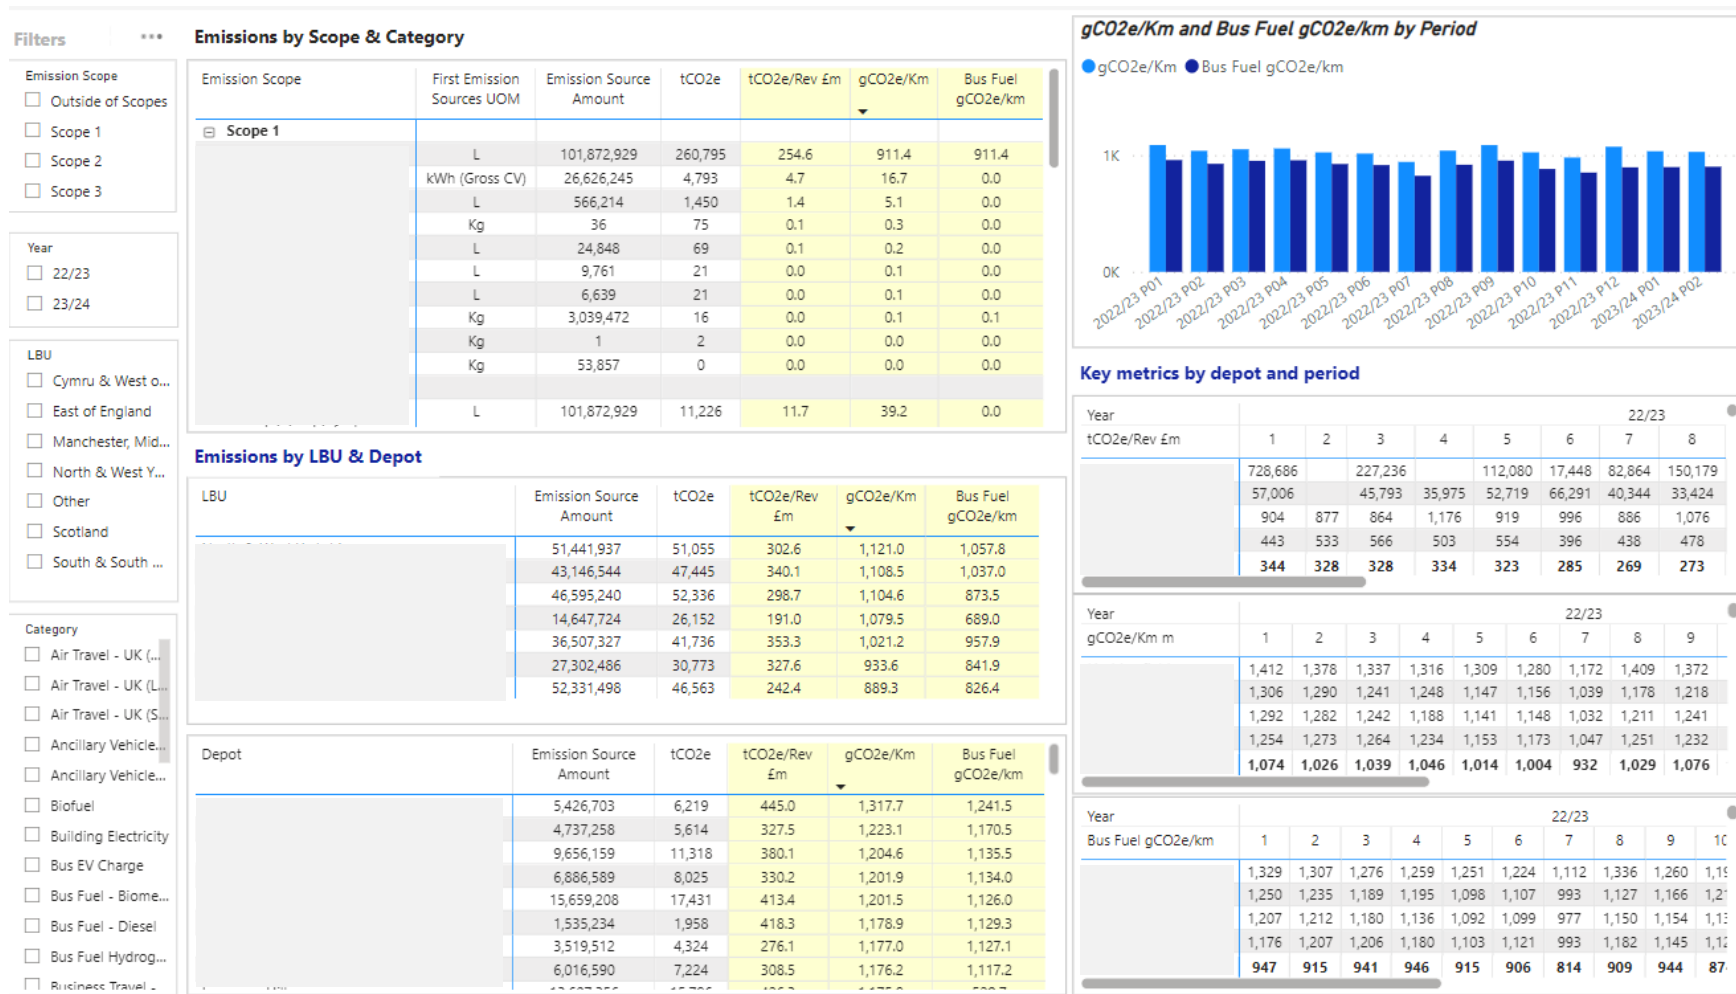 Filters
Emission Scope
Outside of Scopes
Scope 1
Scope 2
Scope 3
Year
22/23
23/24
LBU
Cymru & West o...
East of England
Manchester, Mid...
North & West Y...
Other
Scotland
South & South ...
Category
Air Travel - UK (...
Air Travel - UK (L...
Air Travel - UK (S...
Ancillary Vehicle...
Ancillary Vehicle...
Biofuel
Building Electricity
Bus EV Charge
Bus Fuel - Biome...
Bus Fuel - Diesel
Bus Fuel Hydrog...
Business Travel -
Emissions by Scope & Category
Emission Scope First Emission Sources UOM Emission Source Amount tCO2e tCO2e/Rev £m gCO2e/Km Bus Fuel gCO2e/km
Scope 1
L 101,872,929 260,795 254.6 911.4 911.4
kWh (Gross CV) 26,626,245 4,793 4.7 16.7 0.0
L 566,214 1,450 1.4 5.1 0.0
Kg 36 75 0.1 0.3 0.0
L 24,848 69 0.1 0.2 0.0
L 9,761 21 0.0 0.1 0.0
L 6,639 21 0.0 0.1 0.0
Kg 3,039,472 16 0.0 0.1 0.1
Kg 1 2 0.0 0.0 0.0
Kg 53,857 0 0.0 0.0 0.0
L 101,872,929 11,226 11.7 39.2 0.0
Emissions by LBU & Depot
LBU Emission Source Amount tCO2e tCO2e/Rev £m gCO2e/Km Bus Fuel gCO2e/km
51,441,937 51,055 302.6 1,121.0 1,057.8
43,146,544 47,445 340.1 1,108.5 1,037.0
46,595,240 52,336 298.7 1,104.6 873.5
14,647,724 26,152 191.0 1,079.5 689.0
36,507,327 41,736 353.3 1,021.2 957.9
27,302,486 30,773 327.6 933.6 841.9
52,331,498 46,563 242.4 889.3 826.4
Depot Emission Source Amount tCO2e tCO2e/Rev £m gCO2e/Km Bus Fuel gCO2e/km
5,426,703 6,219 445.0 1,317.7 1,241.5
4,737,258 5,614 327.5 1,223.1 1,170.5
9,656,159 11,318 380.1 1,204.6 1,135.5
6,886,589 8,025 330.2 1,201.9 1,134.0
15,659,208 17,431 413.4 1,201.5 1,126.0
1,535,234 1,958 418.3 1,178.9 1,129.3
3,519,512 4,324 276.1 1,177.0 1,127.1
6,016,590 7,224 308.5 1,176.2 1,117.2
gCO2e/Km and Bus Fuel gCO2e/km by Period
gCO2e/Km Bus Fuel gCO2e/km
1K
0K
2022/23 P01 2022/23 P02 2022/23 P03 2022/23 P04 2022/23 P05 2022/23 P06 2022/23 P07 2022/23 P08 2022/23 P09 2022/23 P10 2022/23 P11 2022/23 P12 2023/24 P01 2023/24 P02
Key metrics by depot and period
Year 22/23
tCO2e/Rev £m 1 2 3 4 5 6 7 8
728,686 227,236 112,080 17,448 82,864 150,179
57,006 45,793 35,975 52,719 66,291 40,344 33,424
904 877 864 1,176 919 996 886 1,076
443 533 566 503 554 396 438 478
344 328 328 334 323 285 269 273
Year 22/23
gCO2e/Km m 1 2 3 4 5 6 7 8 9
1,412 1,378 1,337 1,316 1,309 1,280 1,172 1,409 1,372
1,306 1,290 1,241 1,248 1,147 1,156 1,039 1,178 1,218
1,292 1,282 1,242 1,188 1,141 1,148 1,032 1,211 1,241
1,254 1,273 1,264 1,234 1,153 1,173 1,047 1,251 1,232
1,074 1,026 1,039 1,046 1,014 1,004 932 1,029 1,076
Year 22/23
Bus Fuel gCO2e/km 1 2 3 4 5 6 7 8 9 10
1,329 1,307 1,276 1,259 1,251 1,224 1,112 1,336 1,260
1,250 1,235 1,189 1,195 1,098 1,107 993 1,127 1,166
1,207 1,212 1,180 1,136 1,092 1,099 977 1,150 1,154
1,176 1,207 1,206 1,180 1,103 1,121 993 1,182 1,145
947 915 941 946 915 906 814 909 944